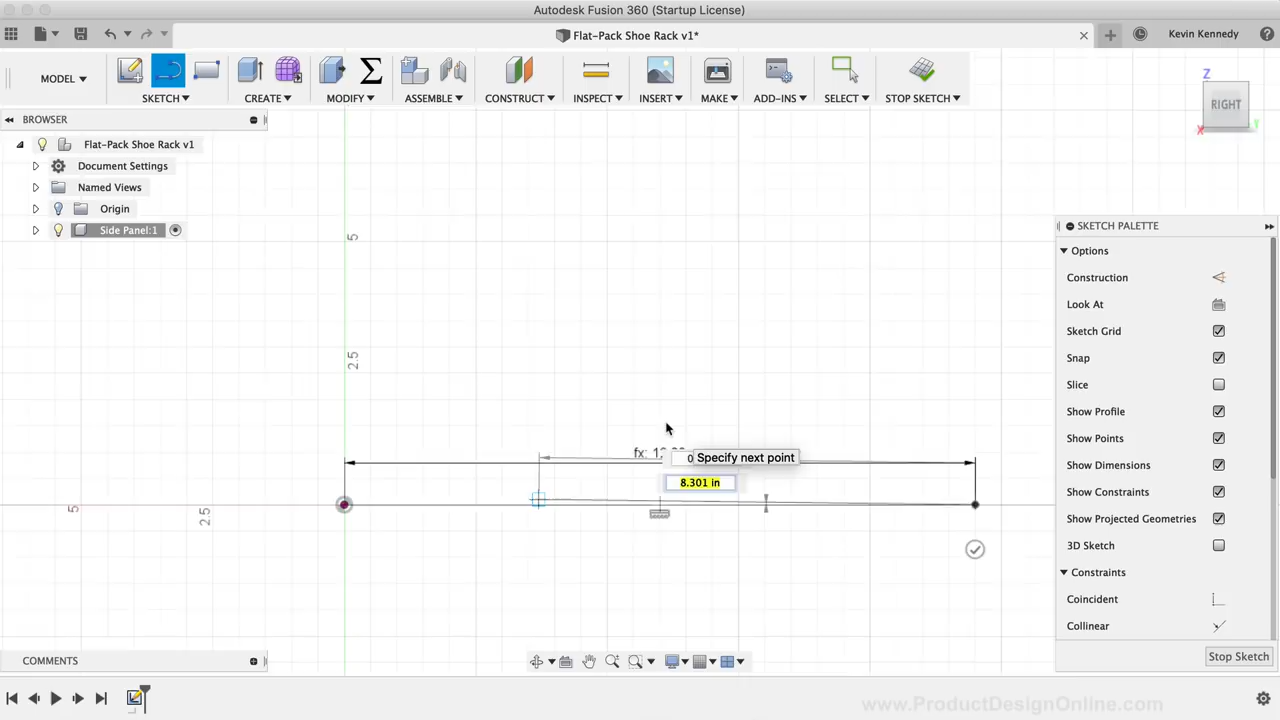 Autodesk Fusion 360 (Startup License)
Flat-Pack Shoe Rack v1*
Kevin Kennedy
MODEL
SKETCH
CREATE
MODIFY
ASSEMBLE
CONSTRUCT
INSPECT
INSERT
MAKE
ADD-INS
SELECT
STOP SKETCH
BROWSER
Flat-Pack Shoe Rack v1
Document Settings
Named Views
Origin
Side Panel:1
Z
RIGHT
X
Y
5
2.5
5
2.5
fx:
Specify next point
8.301 in
SKETCH PALETTE
Options
Construction
Look At
Sketch Grid
Snap
Slice
Show Profile
Show Points
Show Dimensions
Show Constraints
Show Projected Geometries
3D Sketch
Constraints
Coincident
Collinear
Stop Sketch
COMMENTS
www.ProductDesignOnline.com